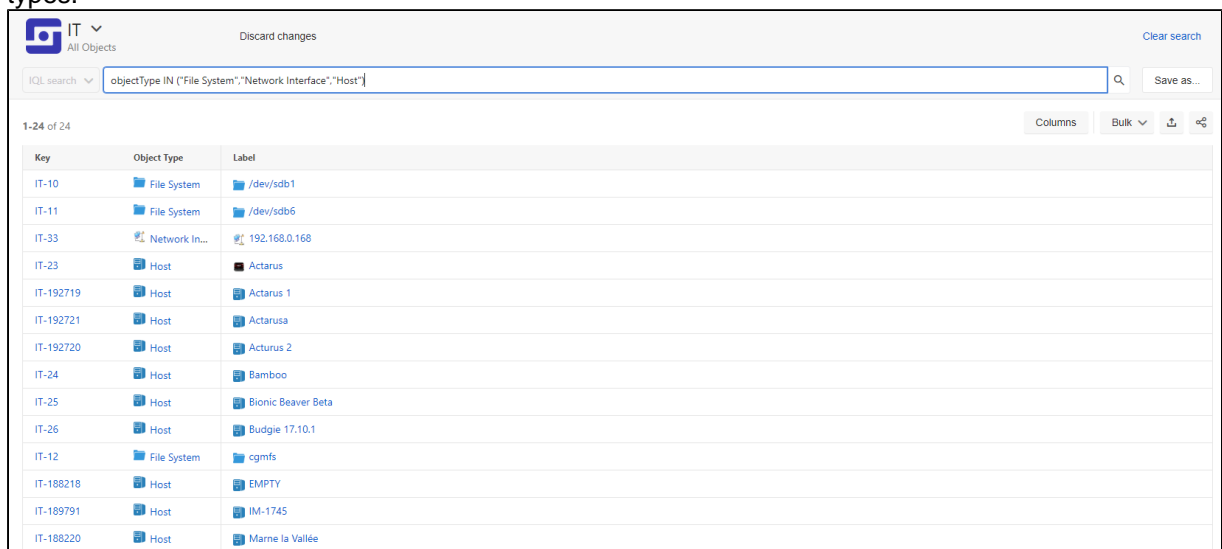 types:
IT
All Objects
Discard changes
Clear search
IQL search
objectType IN ("File System","Network Interface","Host")
Save as...
1-24 of 24
Columns
Bulk
Key Object Type Label
IT-10 File System /dev/sdb1
IT-11 File System /dev/sdb6
IT-33 Network In... 192.168.0.168
IT-23 Host Actarus
IT-192719 Host Actarus 1
IT-192721 Host Actarusa
IT-192720 Host Acturus 2
IT-24 Host Bamboo
IT-25 Host Bionic Beaver Beta
IT-26 Host Budgie 17.10.1
IT-12 File System cgmfs
IT-188218 Host EMPTY
IT-189791 Host IM-1745
IT-188220 Host Marne la Vallée